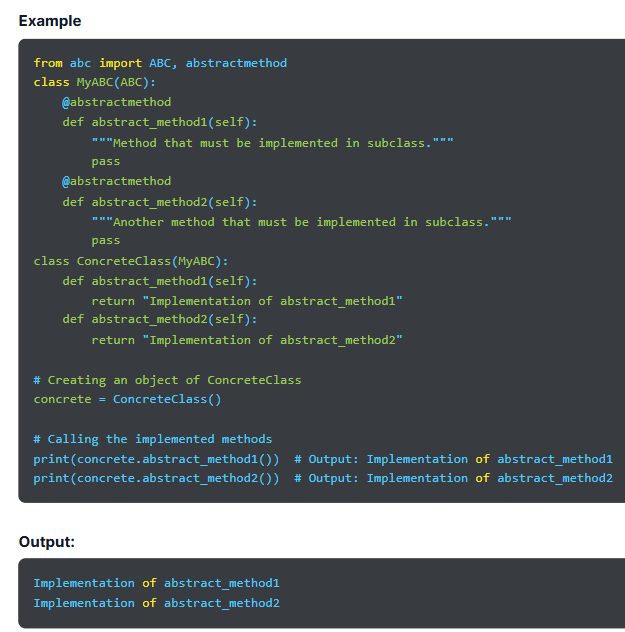 Example
from abc import ABC, abstractmethod
class MyABC(ABC):
    @abstractmethod
    def abstract_method1(self):
        """Method that must be implemented in subclass."""
        pass
    @abstractmethod
    def abstract_method2(self):
        """Another method that must be implemented in subclass."""
        pass
class ConcreteClass(MyABC):
    def abstract_method1(self):
        return "Implementation of abstract_method1"
    def abstract_method2(self):
        return "Implementation of abstract_method2"

# Creating an object of ConcreteClass
concrete = ConcreteClass()

# Calling the implemented methods
print(concrete.abstract_method1())  # Output: Implementation of abstract_method1
print(concrete.abstract_method2())  # Output: Implementation of abstract_method2
Output:
Implementation of abstract_method1
Implementation of abstract_method2